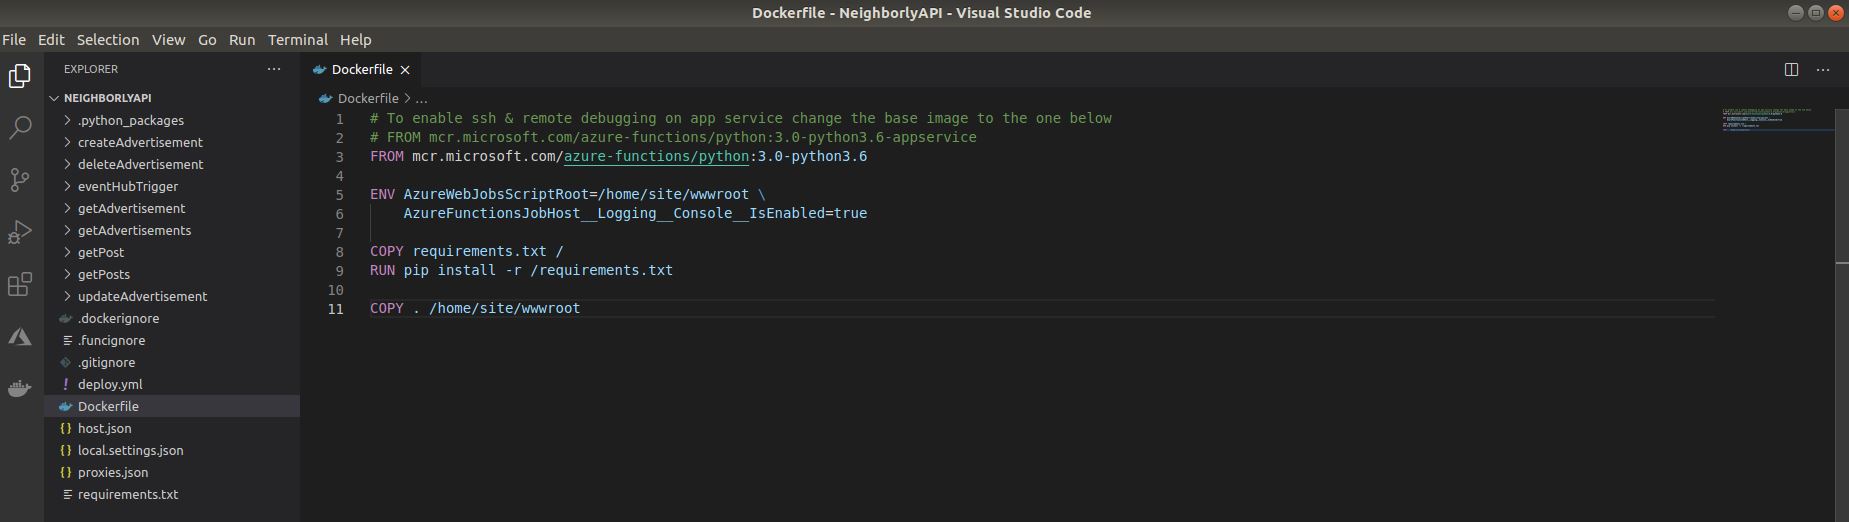 Dockerfile - NeighborlyAPI - Visual Studio Code
File Edit Selection View Go Run Terminal Help
EXPLORER ...
NEIGHBORLYAPI
.python_packages
createAdvertisement
deleteAdvertisement
eventHubTrigger
getAdvertisement
getAdvertisements
getPost
getPosts
updateAdvertisement
.dockerignore
.funcignore
.gitignore
deploy.yml
Dockerfile
host.json
local.settings.json
proxies.json
requirements.txt
Dockerfile
Dockerfile > ...
1 # To enable ssh & remote debugging on app service change the base image to the one below
2 # FROM mcr.microsoft.com/azure-functions/python:3.0-python3.6-appservice
3 FROM mcr.microsoft.com/azure-functions/python:3.0-python3.6
4
5 ENV AzureWebJobsScriptRoot=/home/site/wwwroot \
6 AzureFunctionsJobHost__Logging__Console__IsEnabled=true
7
8 COPY requirements.txt /
9 RUN pip install -r /requirements.txt
10
11 COPY . /home/site/wwwroot